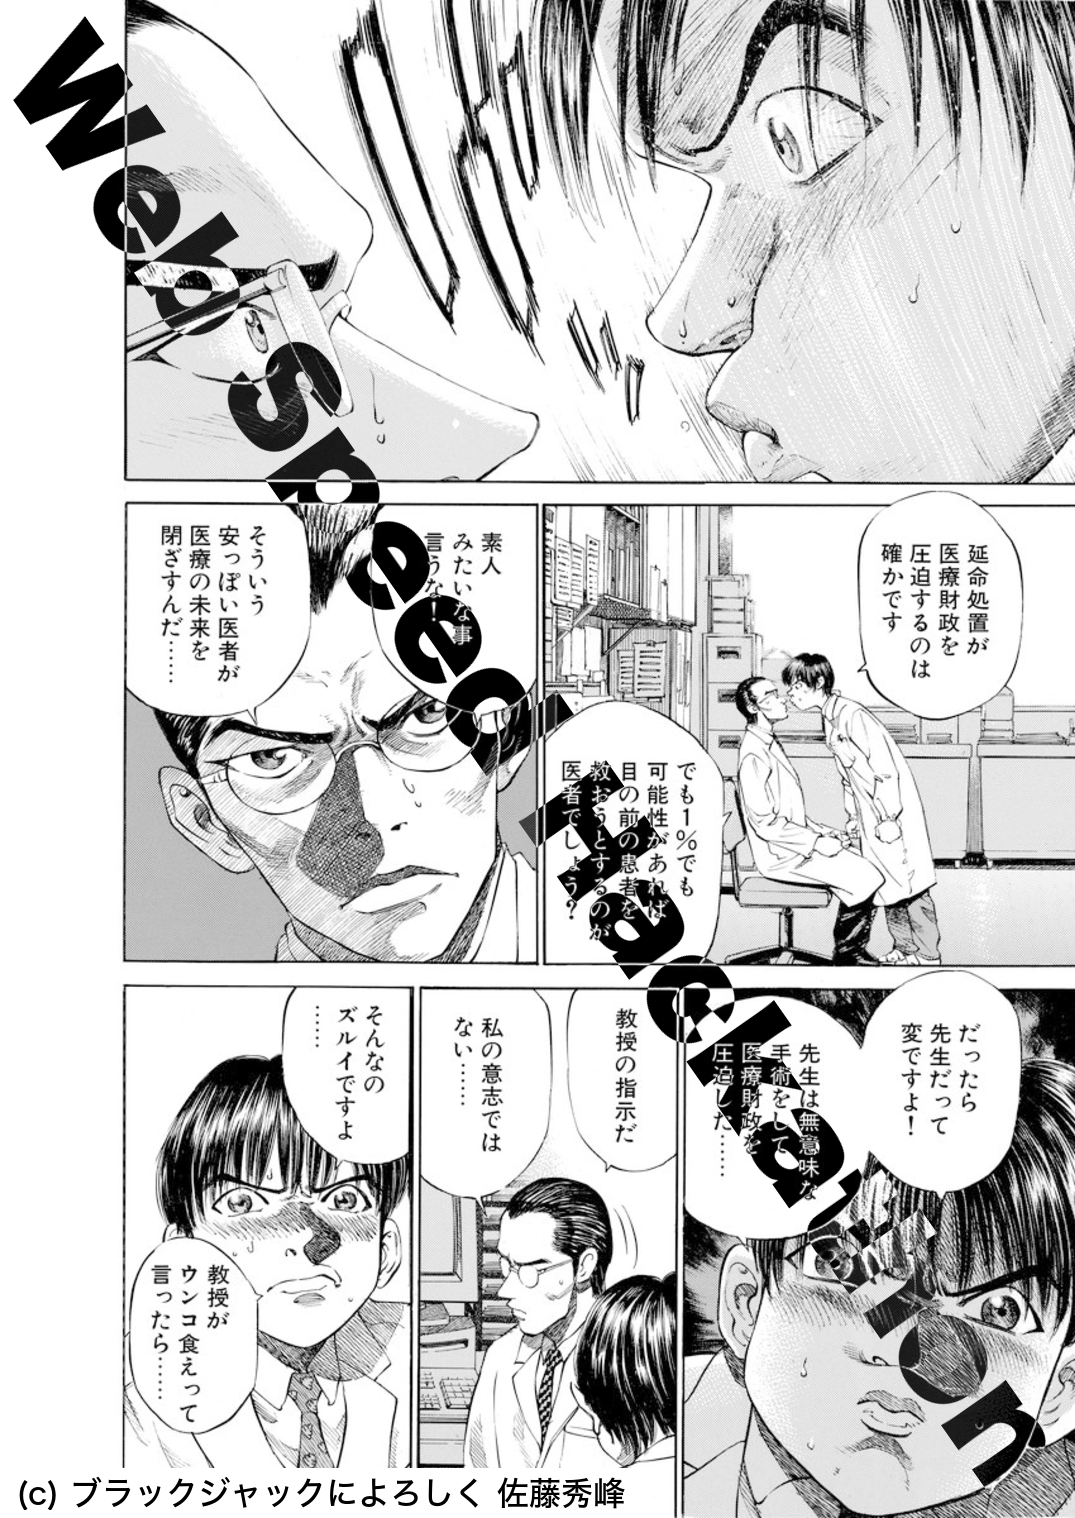 延命処置が
医療財政を
圧迫するのは
確かです
でも1%でも
可能性があれば
目の前の患者を
救おうとするのが
医者でしょう?
素人
みたいな事
言うな!
そういう
安っぽい医者が
医療の未来を
閉ざすんだ……
だったら
先生だって
変ですよ!
先生は無意味な
手術をして
医療財政を
圧迫した……
教授の指示だ
私の意志では
ない……
そんなの
ズルイですよ
……
教授が
ウンコ食えって
言ったら……
Web Speed Hackathon
(c) ブラックジャックによろしく 佐藤秀峰